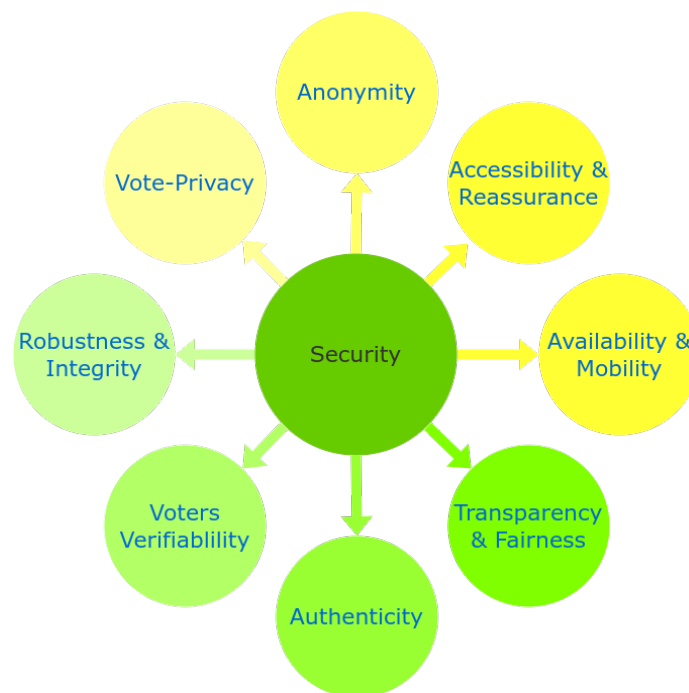 Anonymity
Vote-Privacy
Accessibility &
Reassurance
Robustness &
Integrity
Security
Availability &
Mobility
Voters
Verifiablility
Transparency
& Fairness
Authenticity